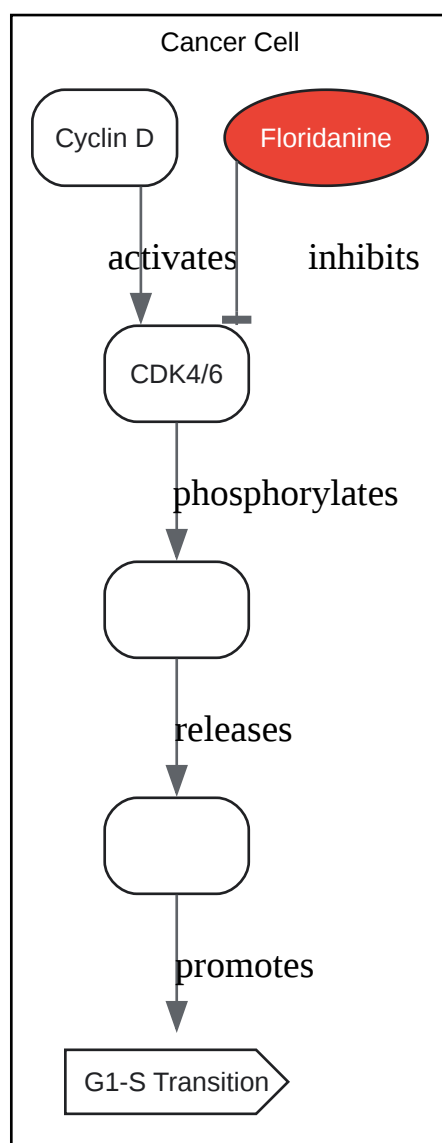 Cancer Cell
Cyclin D
Floridanine
activates
inhibits
CDK4/6
phosphorylates
releases
promotes
G1-S Transition